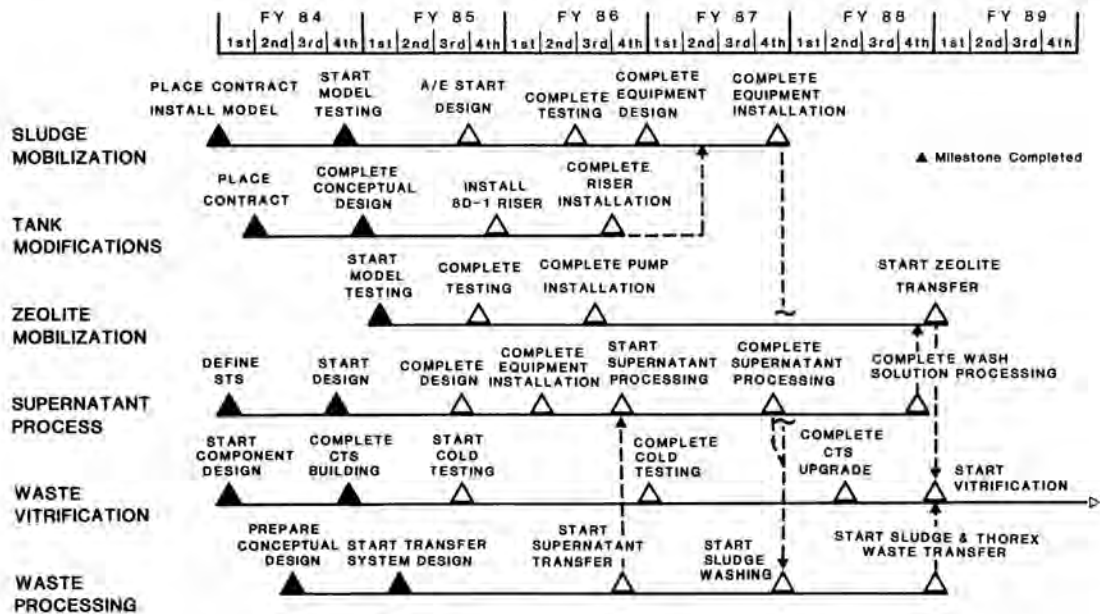 FY 84 FY 85 FY 86 FY 87 FY 88 FY 89
1st 2nd 3rd 4th 1st 2nd 3rd 4th 1st 2nd 3rd 4th 1st 2nd 3rd 4th 1st 2nd 3rd 4th 1st 2nd 3rd 4th
SLUDGE
MOBILIZATION
PLACE CONTRACT
INSTALL MODEL
START
MODEL
TESTING
A/E START
DESIGN
COMPLETE
TESTING
COMPLETE
EQUIPMENT
DESIGN
COMPLETE
EQUIPMENT
INSTALLATION
▲ Milestone Completed
TANK
MODIFICATIONS
PLACE
CONTRACT
COMPLETE
CONCEPTUAL
DESIGN
INSTALL
8D-1 RISER
COMPLETE
RISER
INSTALLATION
ZEOLITE
MOBILIZATION
START
MODEL
TESTING
COMPLETE
TESTING
COMPLETE PUMP
INSTALLATION
START ZEOLITE
TRANSFER
SUPERNATANT
PROCESS
DEFINE
STS
START
DESIGN
COMPLETE
DESIGN
COMPLETE
EQUIPMENT
INSTALLATION
START
SUPERNATANT
PROCESSING
COMPLETE
SUPERNATANT
PROCESSING
COMPLETE WASH
SOLUTION PROCESSING
WASTE
VITRIFICATION
START
COMPONENT
DESIGN
COMPLETE
CTS
BUILDING
START
COLD
TESTING
COMPLETE
COLD
TESTING
COMPLETE
CTS
UPGRADE
START
VITRIFICATION
WASTE
PROCESSING
PREPARE
CONCEPTUAL
DESIGN
START TRANSFER
SYSTEM DESIGN
START
SUPERNATANT
TRANSFER
START
SLUDGE
WASHING
START SLUDGE & THOREX
WASTE TRANSFER